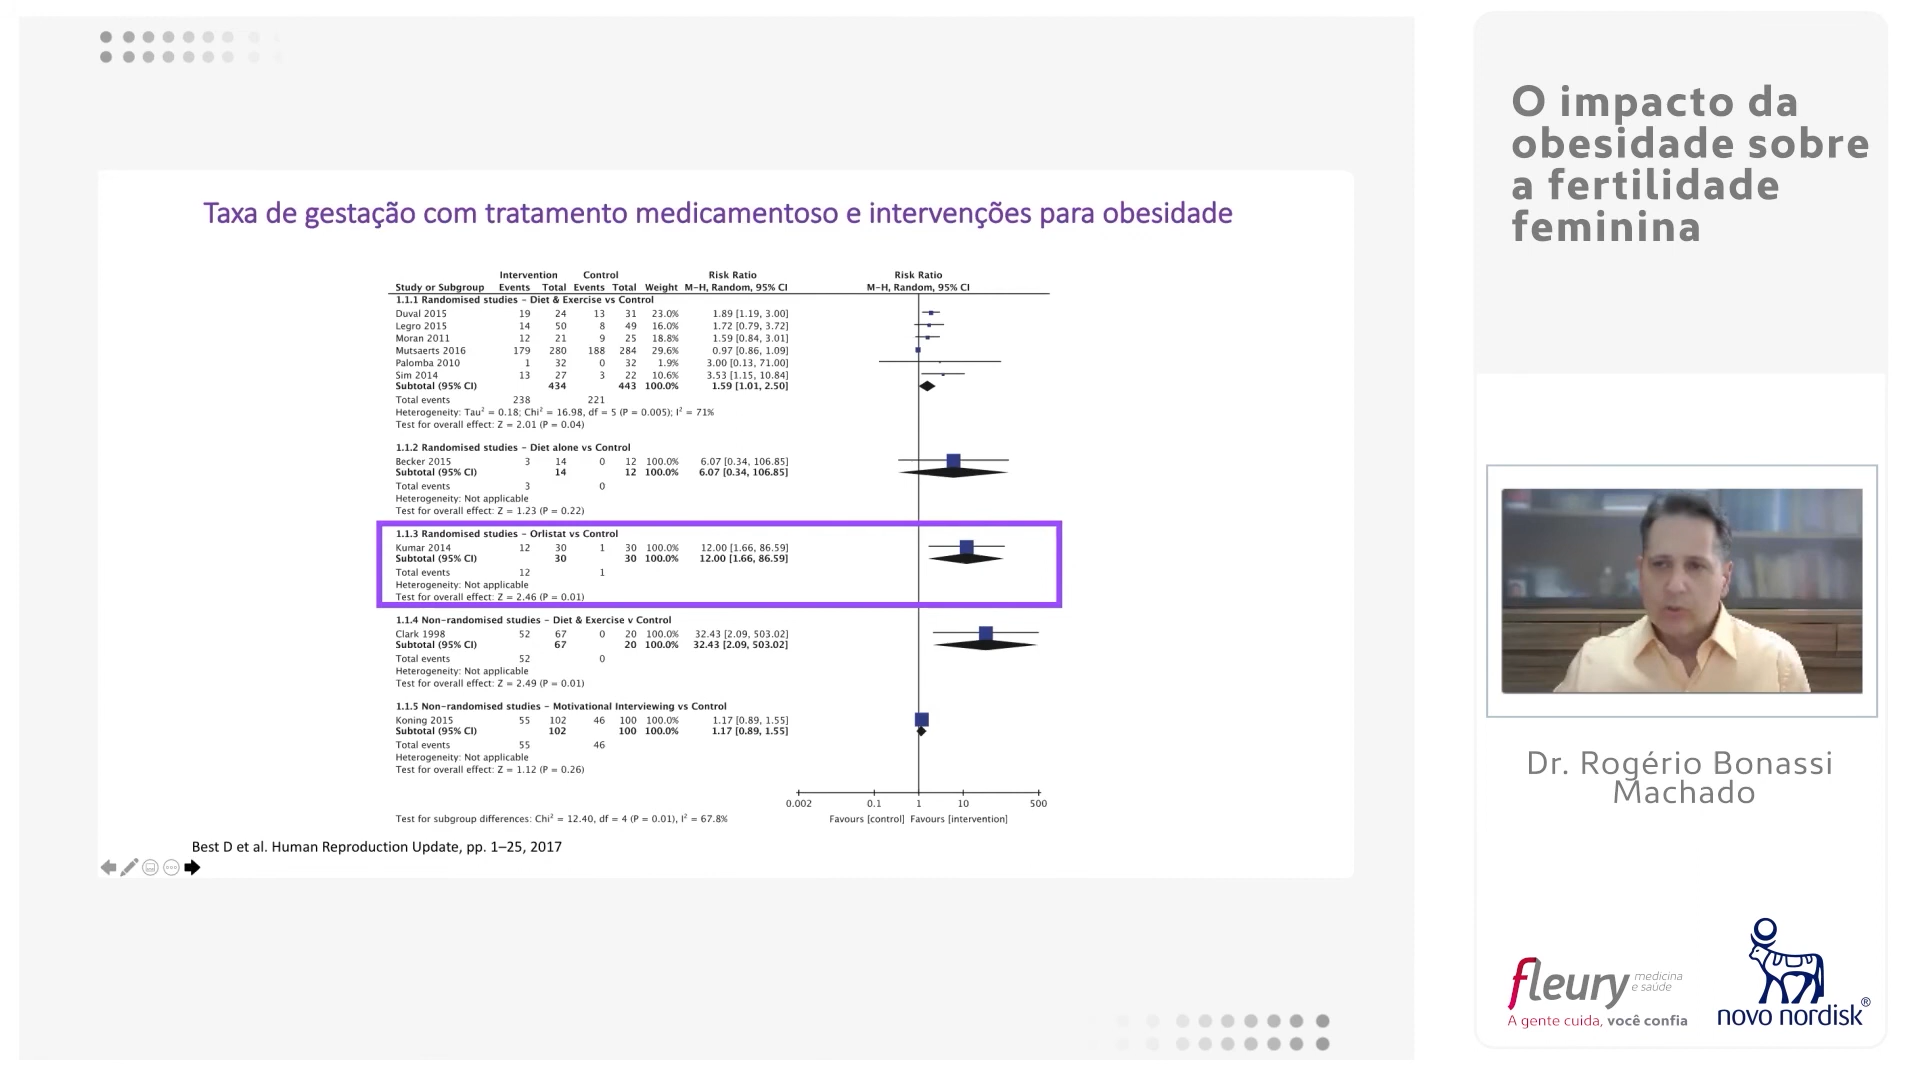 Taxa de gestação com tratamento medicamentoso e intervenções para obesidade
Intervention Control Risk Ratio Risk Ratio
Study or Subgroup Events Total Events Total Weight M-H, Random, 95% CI M-H, Random, 95% CI
1.1.1 Randomised studies – Diet & Exercise vs Control
Duval 2015 19 24 13 31 23.0% 1.89 [1.19, 3.00]
Legro 2015 14 50 8 49 16.0% 1.72 [0.79, 3.72]
Moran 2011 12 21 9 25 18.8% 1.59 [0.84, 3.01]
Mutsaerts 2016 179 280 188 284 29.6% 0.97 [0.86, 1.09]
Palomba 2010 1 32 0 32 1.9% 3.00 [0.13, 71.00]
Sim 2014 13 27 3 22 10.6% 3.53 [1.15, 10.84]
Subtotal (95% CI) 434 443 100.0% 1.59 [1.01, 2.50]
Total events 238 221
Heterogeneity: Tau² = 0.18; Chi² = 16.98, df = 5 (P = 0.005); I² = 71%
Test for overall effect: Z = 2.01 (P = 0.04)
1.1.2 Randomised studies – Diet alone vs Control
Becker 2015 3 14 0 12 100.0% 6.07 [0.34, 106.85]
Subtotal (95% CI) 14 12 100.0% 6.07 [0.34, 106.85]
Total events 3 0
Heterogeneity: Not applicable
Test for overall effect: Z = 1.23 (P = 0.22)
1.1.3 Randomised studies – Orlistat vs Control
Kumar 2014 12 30 1 30 100.0% 12.00 [1.66, 86.59]
Subtotal (95% CI) 30 30 100.0% 12.00 [1.66, 86.59]
Total events 12 1
Heterogeneity: Not applicable
Test for overall effect: Z = 2.46 (P = 0.01)
1.1.4 Non-randomised studies – Diet & Exercise v Control
Clark 1998 52 67 0 20 100.0% 32.43 [2.09, 503.02]
Subtotal (95% CI) 67 20 100.0% 32.43 [2.09, 503.02]
Total events 52 0
Heterogeneity: Not applicable
Test for overall effect: Z = 2.49 (P = 0.01)
1.1.5 Non-randomised studies – Motivational Interviewing vs Control
Koning 2015 55 102 46 100 100.0% 1.17 [0.89, 1.55]
Subtotal (95% CI) 102 100 100.0% 1.17 [0.89, 1.55]
Total events 55 46
Heterogeneity: Not applicable
Test for overall effect: Z = 1.12 (P = 0.26)
0.002 0.1 1 10 500
Favours [control] Favours [intervention]
Test for subgroup differences: Chi² = 12.40, df = 4 (P = 0.01), I² = 67.8%
Best D et al. Human Reproduction Update, pp. 1–25, 2017
O impacto da
obesidade sobre
a fertilidade
feminina
Dr. Rogério Bonassi
Machado
fleury medicina
e saúde
A gente cuida, você confia
novo nordisk®